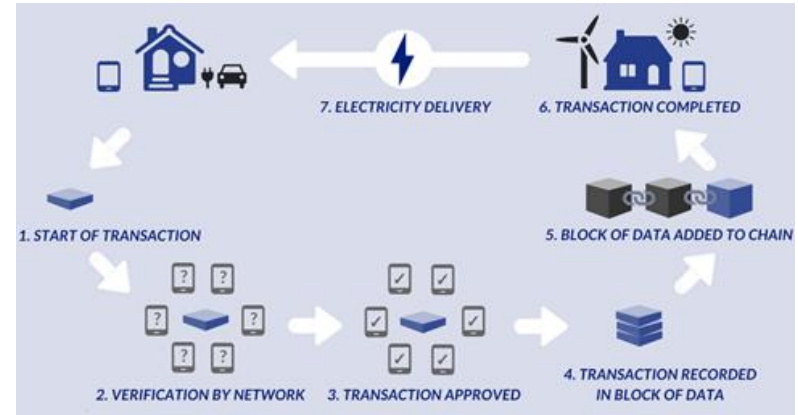 7. ELECTRICITY DELIVERY
6. TRANSACTION COMPLETED
1. START OF TRANSACTION
5. BLOCK OF DATA ADDED TO CHAIN
? ?
? ?
? ?
✓ ✓
✓ ✓
✓ ✓
2. VERIFICATION BY NETWORK
3. TRANSACTION APPROVED
4. TRANSACTION RECORDED
IN BLOCK OF DATA